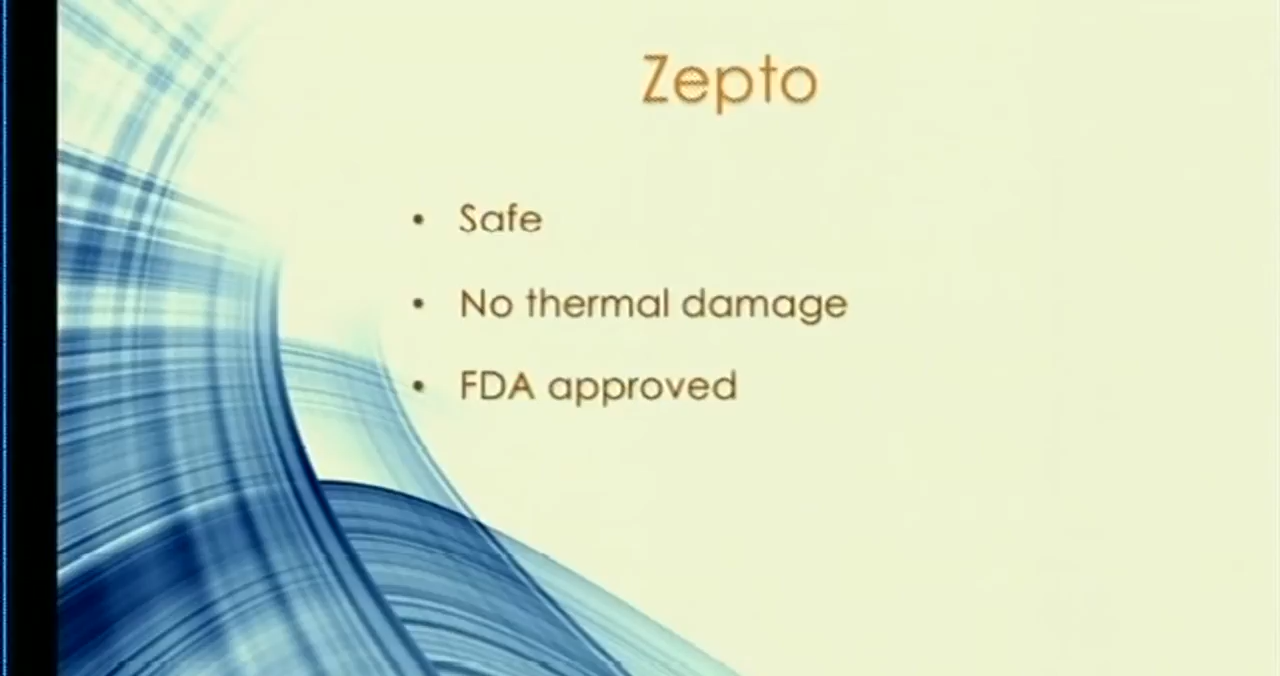 Zepto
• Safe
• No thermal damage
• FDA approved